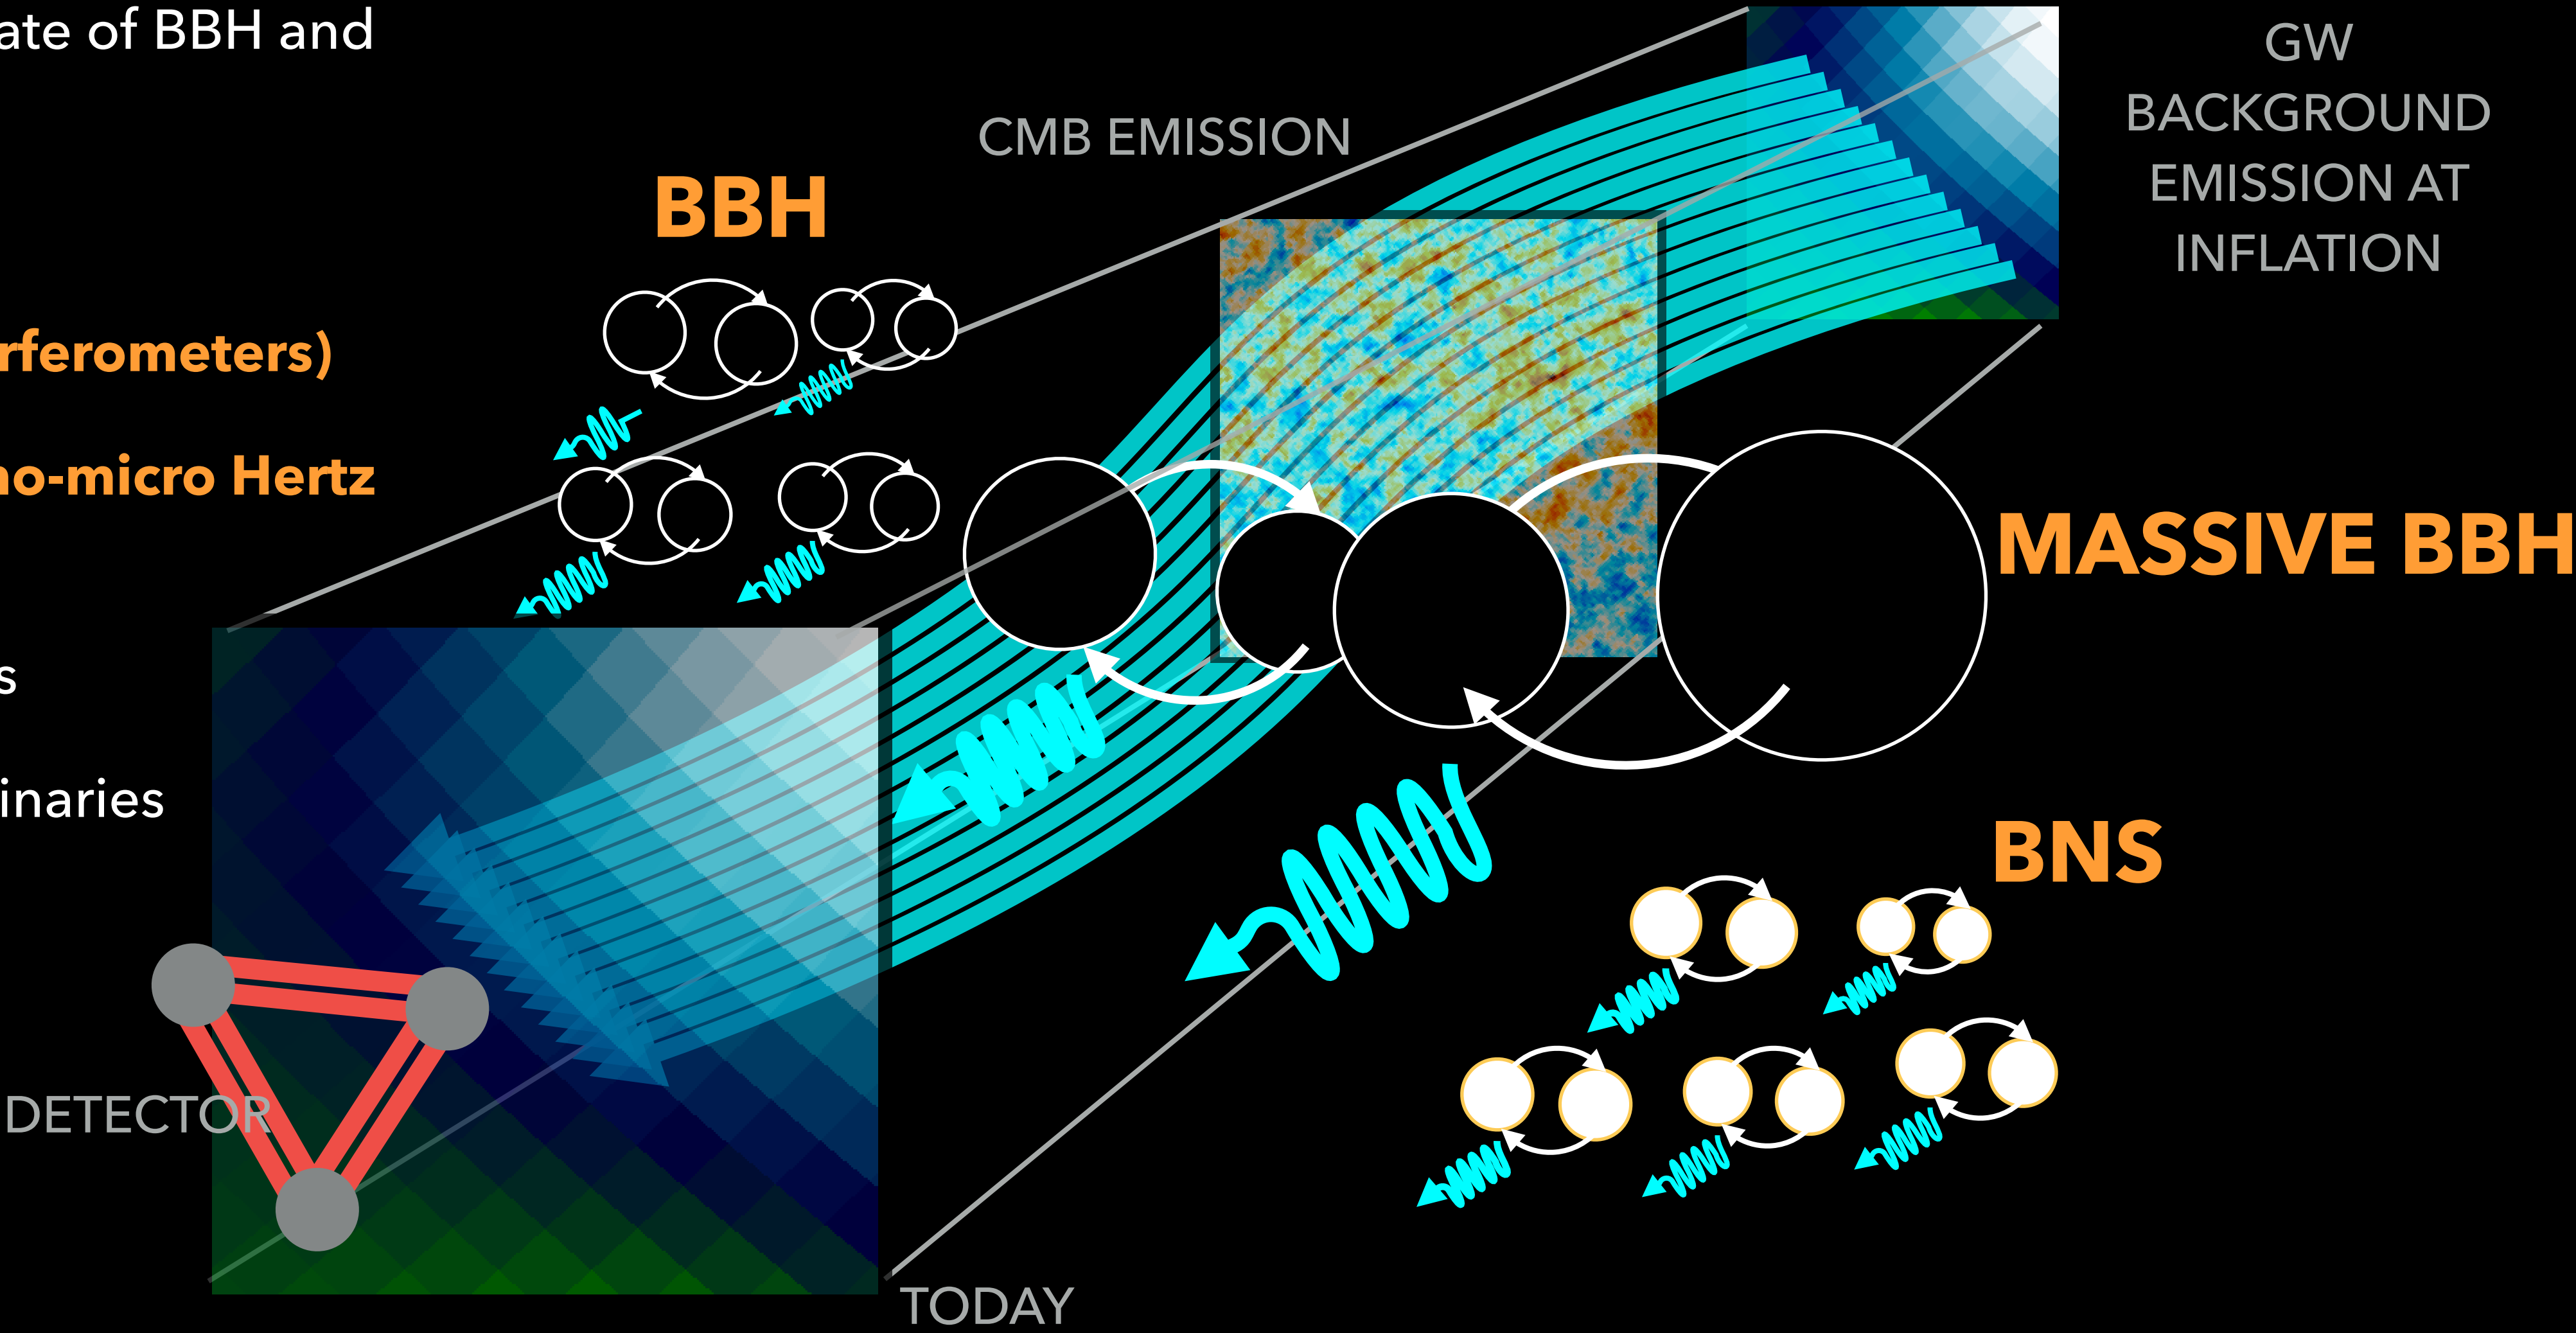 ate of BBH and
GW
BACKGROUND
EMISSION AT
INFLATION
CMB EMISSION
BBH
rferometers)
no-micro Hertz
MASSIVE BBH
s
inaries
BNS
DETECTOR
TODAY